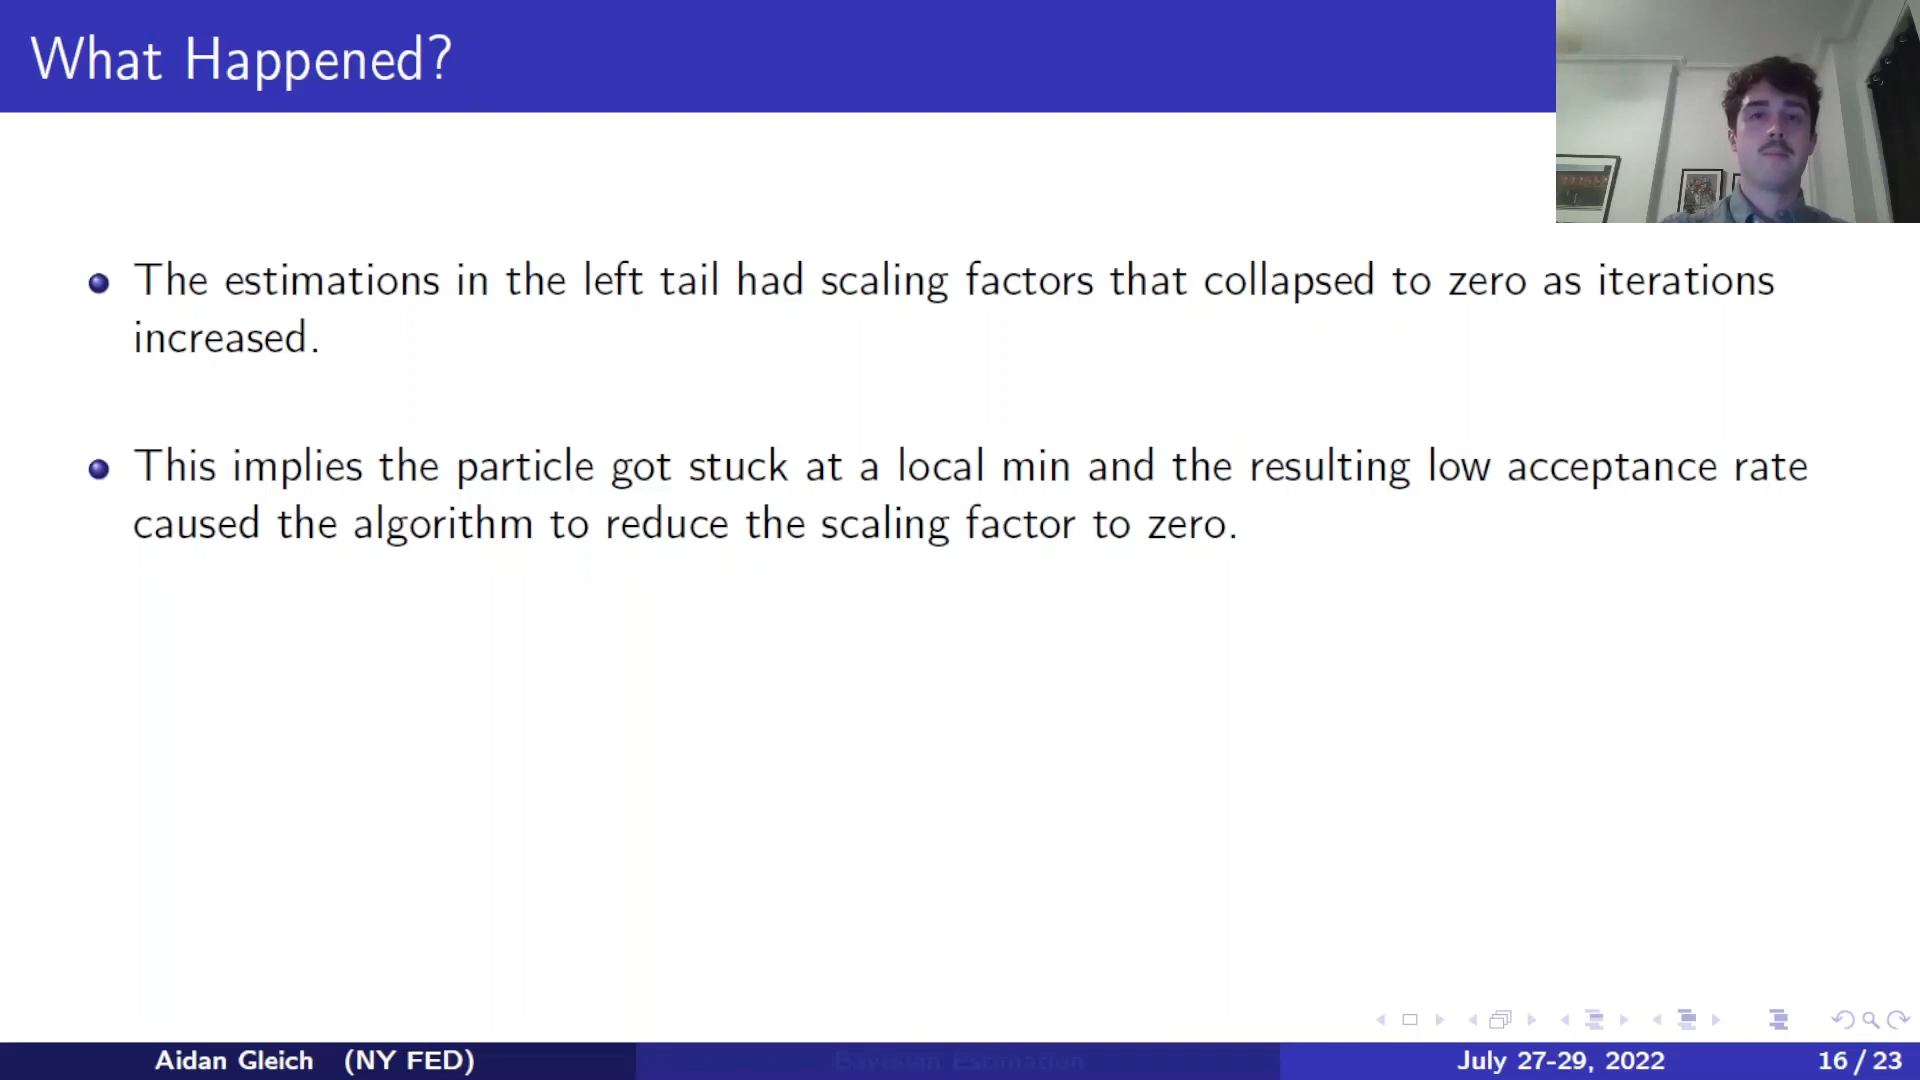 What Happened?
The estimations in the left tail had scaling factors that collapsed to zero as iterations
increased.
This implies the particle got stuck at a local min and the resulting low acceptance rate
caused the algorithm to reduce the scaling factor to zero.
Aidan Gleich (NY FED)
Bayesian Estimation
July 27-29, 2022
16 / 23